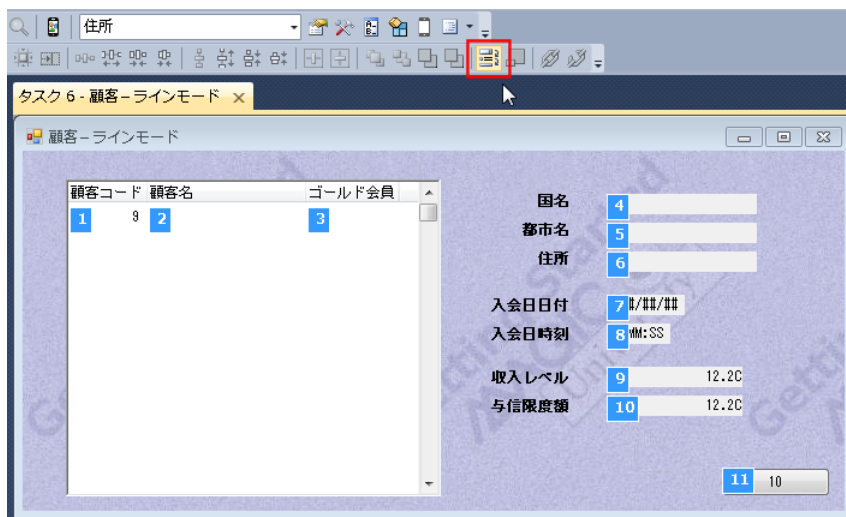 住所
タスク 6 - 顧客 – ラインモード
顧客 – ラインモード
顧客コード 顧客名 ゴールド会員
1 9 2 3
国名 4
都市名 5
住所 6
入会日日付 7 #/##/##
入会日時刻 8 MM:SS
収入レベル 9 12.2C
与信限度額 10 12.2C
11 10